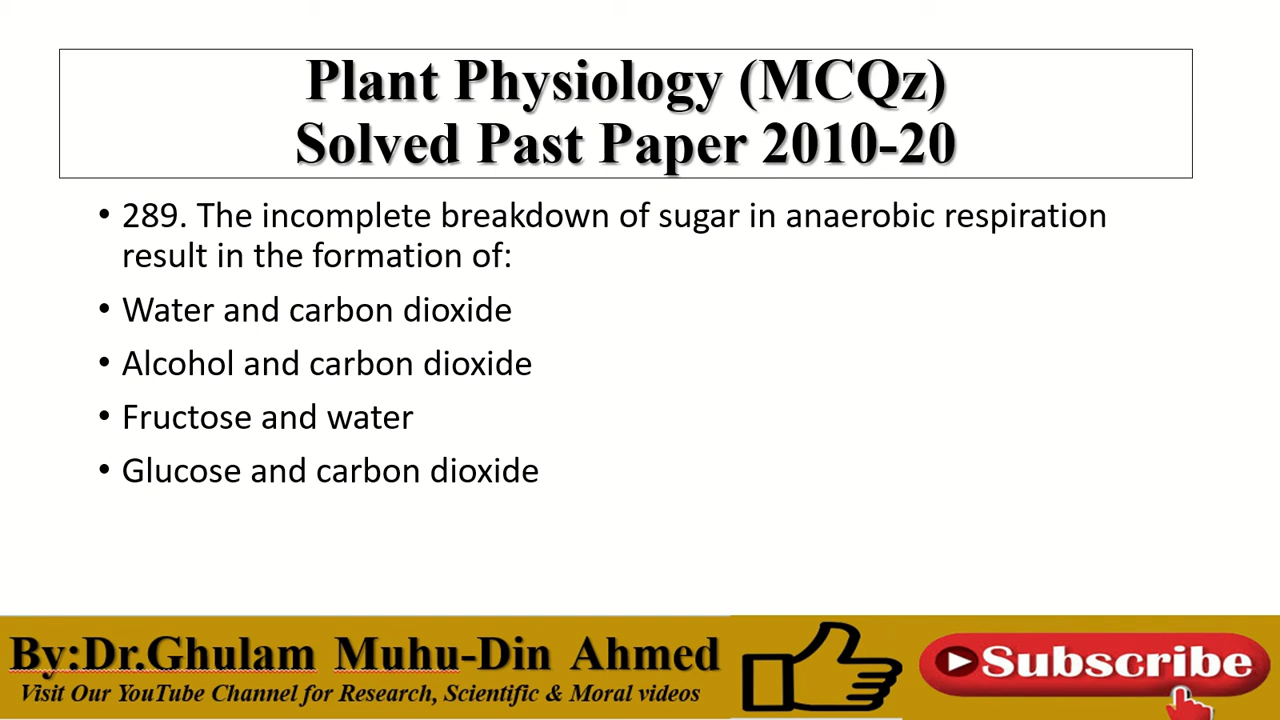 Plant Physiology (MCQz)
Solved Past Paper 2010-20
• 289. The incomplete breakdown of sugar in anaerobic respiration
result in the formation of:
• Water and carbon dioxide
• Alcohol and carbon dioxide
• Fructose and water
• Glucose and carbon dioxide
By:Dr.Ghulam Muhu-Din Ahmed
Visit Our YouTube Channel for Research, Scientific & Moral videos
Subscribe